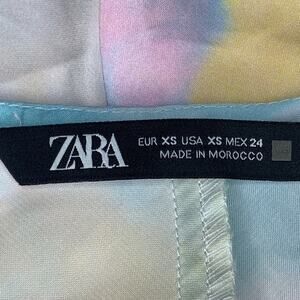 ZARA
EUR XS USA XS MEX 24
MADE IN MOROCCO